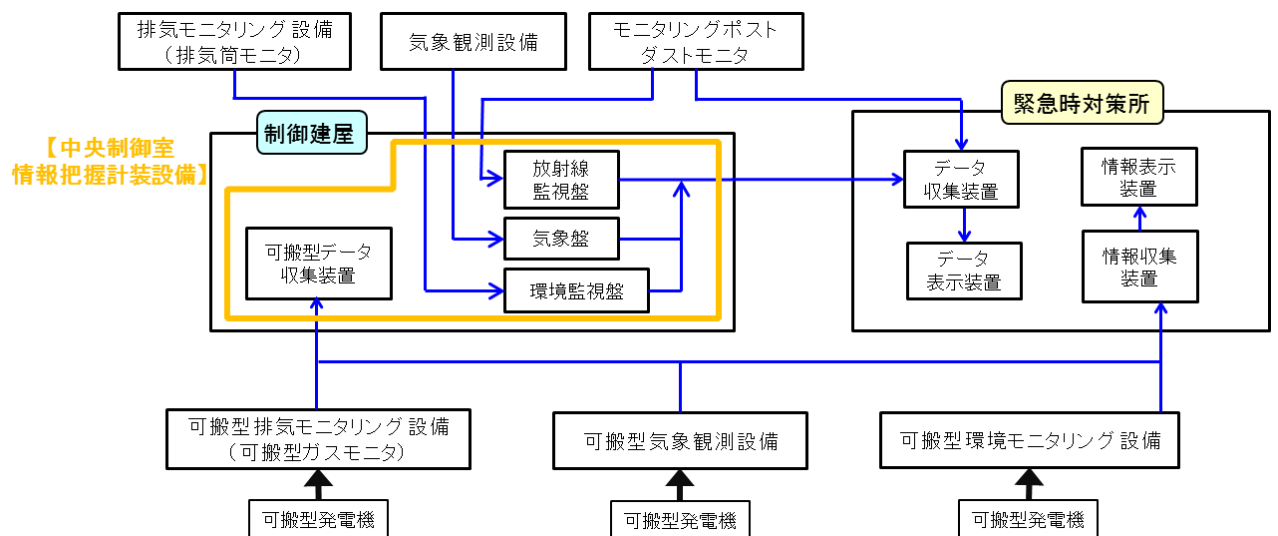 排気モニタリング設備
(排気筒モニタ)
気象観測設備
モニタリングポスト
ダストモニタ
制御建屋
緊急時対策所
【中央制御室
情報把握計装設備】
放射線
監視盤
気象盤
環境監視盤
可搬型データ
収集装置
データ
収集装置
データ
表示装置
情報表示
装置
情報収集
装置
可搬型排気モニタリング設備
(可搬型ガスモニタ)
可搬型気象観測設備
可搬型環境モニタリング設備
可搬型発電機
可搬型発電機
可搬型発電機